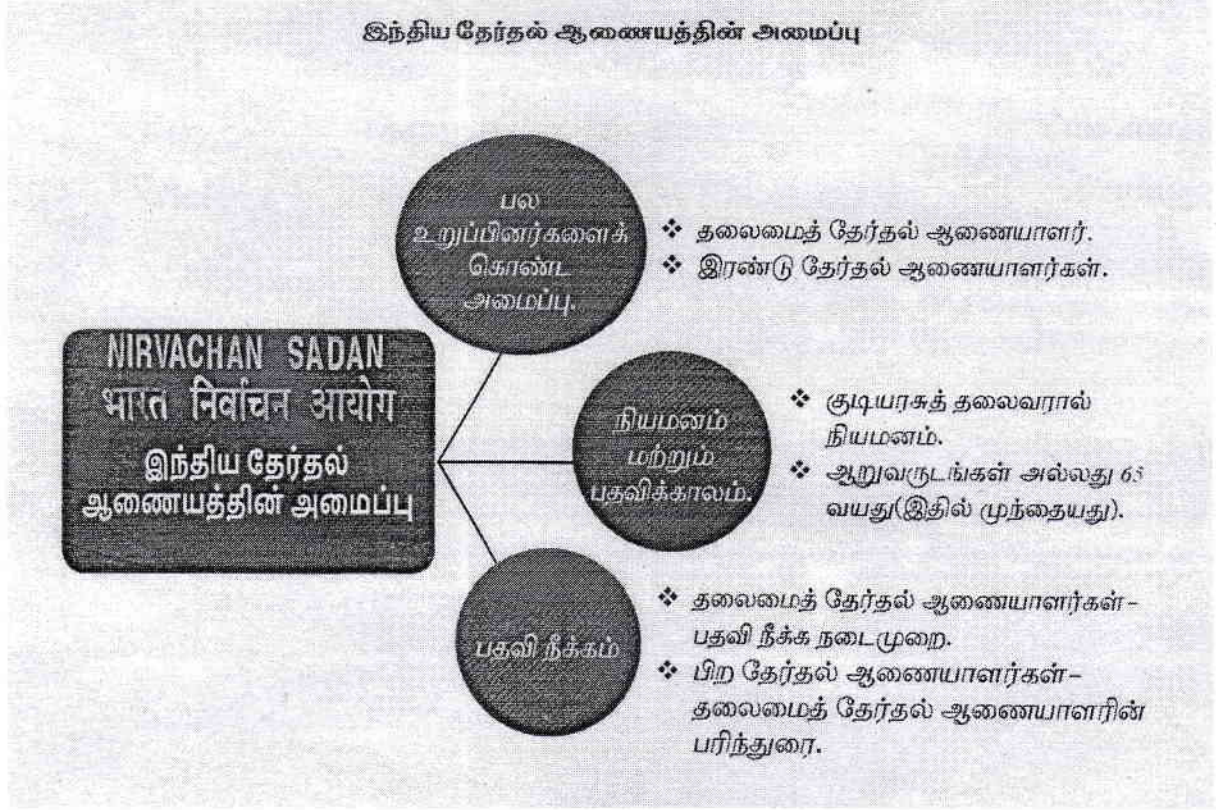 இந்திய தேர்தல் ஆணையத்தின் அமைப்பு
பல
உறுப்பினர்களைக்
கொண்ட
அமைப்பு.
❖ தலைமைத் தேர்தல் ஆணையாளர்.
❖ இரண்டு தேர்தல் ஆணையாளர்கள்.
NIRVACHAN SADAN
भारत निर्वाचन आयोग
இந்திய தேர்தல்
ஆணையத்தின் அமைப்பு
நியமனம்
மற்றும்
பதவிக்காலம்.
❖ குடியரசுத் தலைவரால்
நியமனம்.
❖ ஆறுவருடங்கள் அல்லது 65
வயது(இதில் முந்தையது).
பதவி நீக்கம்
❖ தலைமைத் தேர்தல் ஆணையாளர்கள் –
பதவி நீக்க நடைமுறை.
❖ பிற தேர்தல் ஆணையாளர்கள்–
தலைமைத் தேர்தல் ஆணையாளரின்
பரிந்துரை.